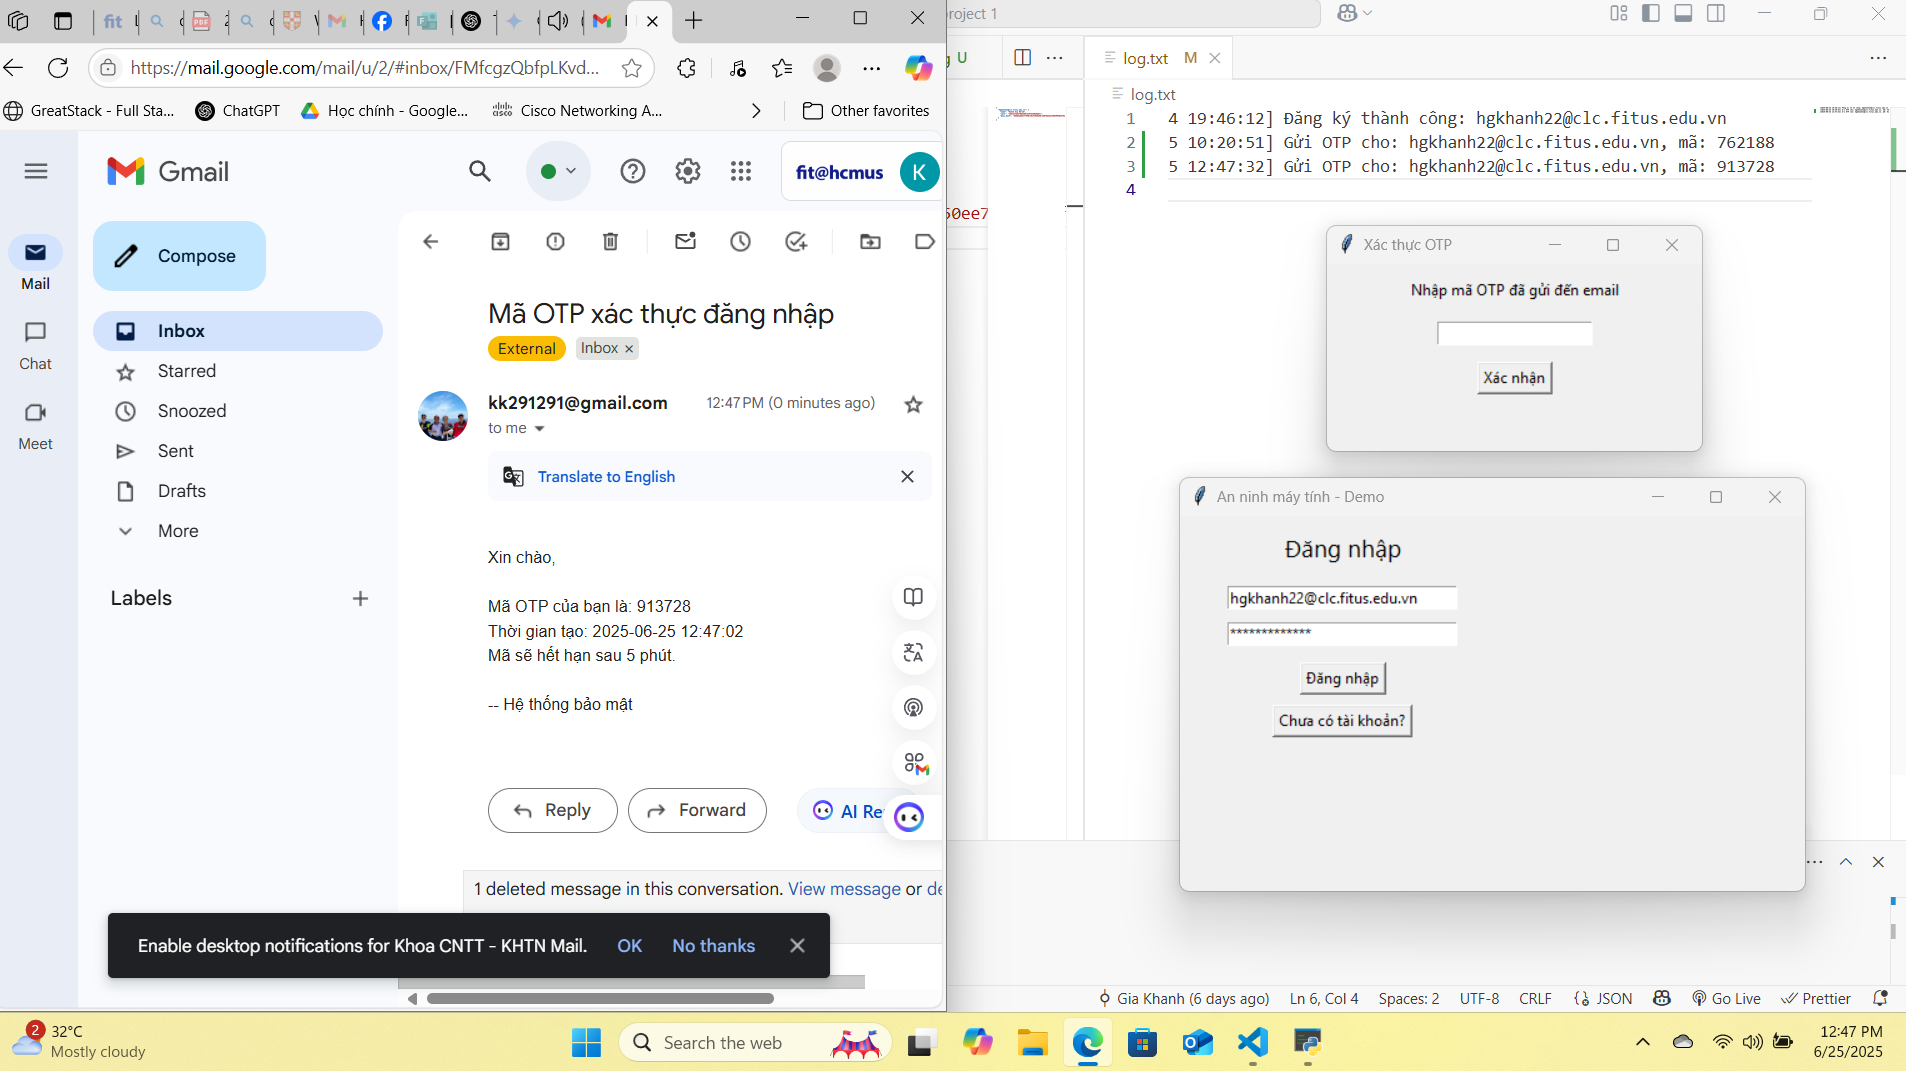 fit
https://mail.google.com/mail/u/2/#inbox/FMfcgzQbfpLKvd...
GreatStack - Full Sta...
ChatGPT
Học chính - Google...
Cisco Networking A...
Other favorites
Gmail
fit@hcmus
K
Compose
Mail
Inbox
Chat
Starred
Snoozed
Meet
Sent
Drafts
More
Labels
Mã OTP xác thực đăng nhập
External
Inbox
kk291291@gmail.com
12:47 PM (0 minutes ago)
to me
Translate to English
Xin chào,
Mã OTP của bạn là: 913728
Thời gian tạo: 2025-06-25 12:47:02
Mã sẽ hết hạn sau 5 phút.
-- Hệ thống bảo mật
Reply
Forward
AI Re
1 deleted message in this conversation. View message or de
Enable desktop notifications for Khoa CNTT - KHTN Mail.
OK
No thanks
roject 1
U
log.txt
M
log.txt
1 4 19:46:12] Đăng ký thành công: hgkhanh22@clc.fitus.edu.vn
2 5 10:20:51] Gửi OTP cho: hgkhanh22@clc.fitus.edu.vn, mã: 762188
3 5 12:47:32] Gửi OTP cho: hgkhanh22@clc.fitus.edu.vn, mã: 913728
4
50ee7
Xác thực OTP
Nhập mã OTP đã gửi đến email
Xác nhận
An ninh máy tính - Demo
Đăng nhập
hgkhanh22@clc.fitus.edu.vn
*************
Đăng nhập
Chưa có tài khoản?
Gia Khanh (6 days ago)
Ln 6, Col 4
Spaces: 2
UTF-8
CRLF
JSON
Go Live
Prettier
2
32°C
Mostly cloudy
Search the web
12:47 PM
6/25/2025